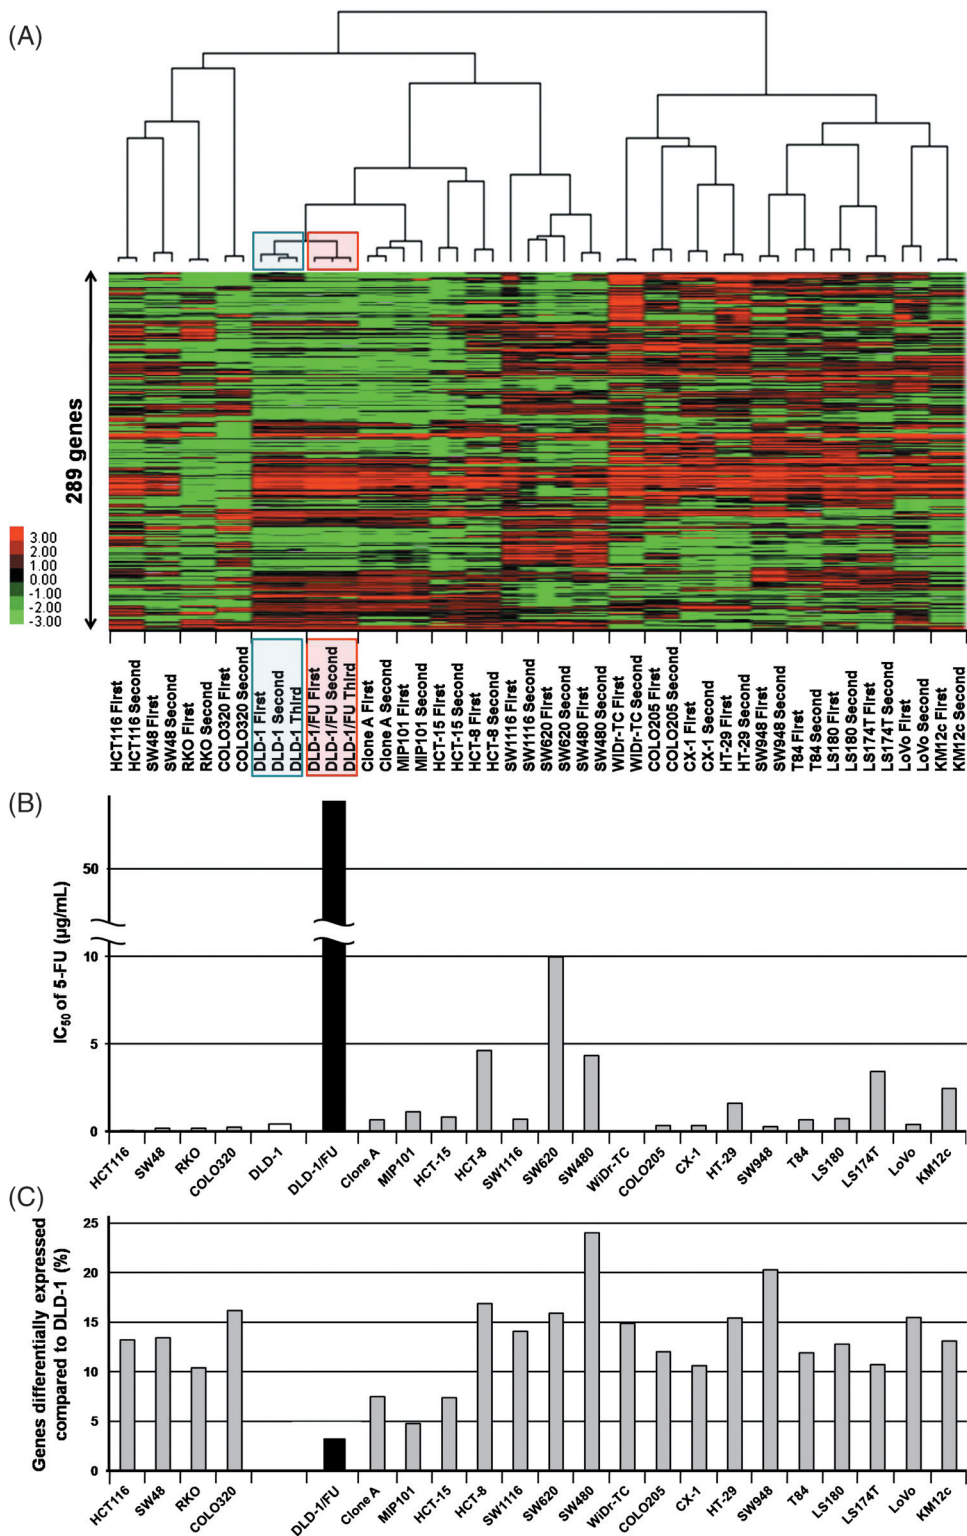 (A)
289 genes
3.00
2.00
1.00
0.00
-2.00
-3.00
HCT116 First
HCT116 Second
SW48 First
SW48 Second
RKO First
RKO Second
COLO320 First
COLO320 Second
DLD-1 First
DLD-1 Second
DLD-1 Third
DLD-1/FU First
DLD-1/FU Second
DLD-1/FU Third
Clone A First
Clone A Second
MIP101 First
MIP101 Second
HCT-15 First
HCT-15 Second
HCT-8 First
HCT-8 Second
SW1116 First
SW1116 Second
SW620 First
SW620 Second
SW480 First
SW480 Second
WiDr-TC First
WiDr-TC Second
COLO205 First
COLO205 Second
CX-1 First
CX-1 Second
HT-29 First
HT-29 Second
SW948 First
SW948 Second
T84 First
T84 Second
LS180 First
LS180 Second
LS174T First
LS174T Second
LoVo First
LoVo Second
KM12c First
KM12c Second
(B)
IC50 of 5-FU (μg/mL)
50
10
5
0
HCT116
SW48
RKO
COLO320
DLD-1
DLD-1/FU
Clone A
MIP101
HCT-15
HCT-8
SW1116
SW620
SW480
WiDr-TC
COLO205
CX-1
HT-29
SW948
T84
LS180
LS174T
LoVo
KM12c
(C)
Genes differentially expressed
compared to DLD-1 (%)
25
20
15
10
5
0
HCT116
SW48
RKO
COLO320
DLD-1/FU
Clone A
MIP101
HCT-15
HCT-8
SW1116
SW620
SW480
WiDr-TC
COLO205
CX-1
HT-29
SW948
T84
LS180
LS174T
LoVo
KM12c